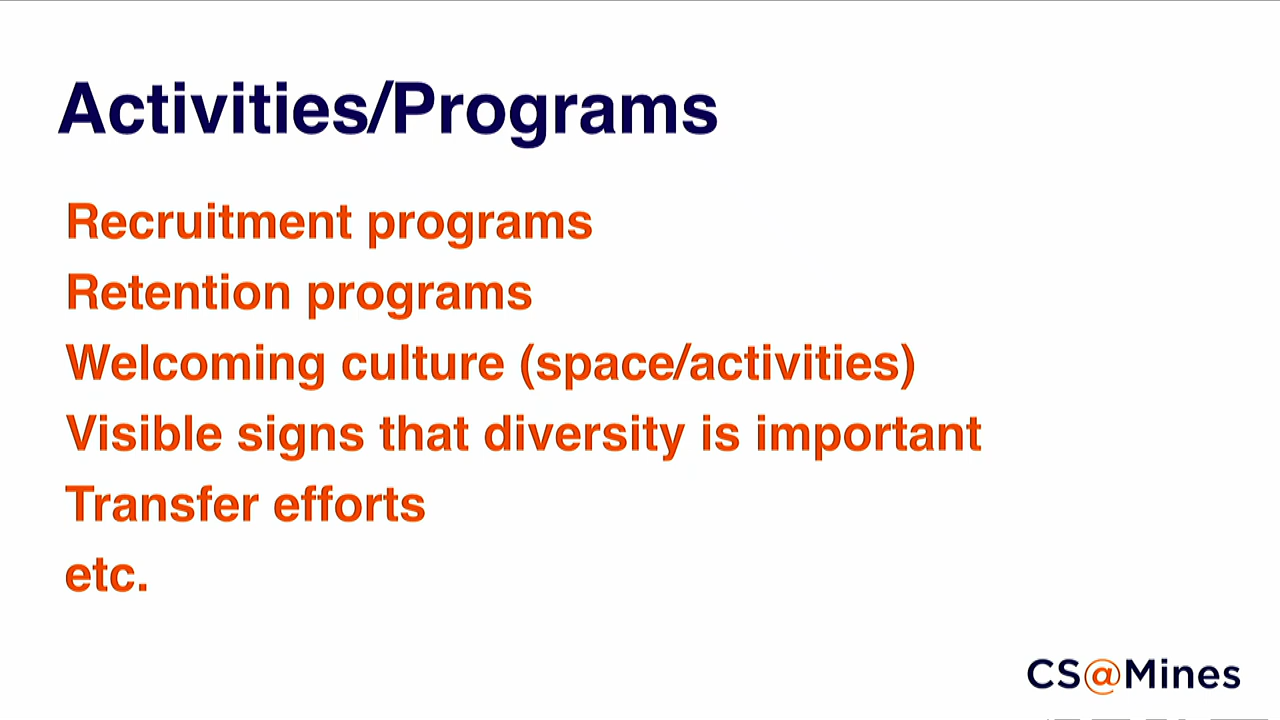 Activities/Programs
Recruitment programs
Retention programs
Welcoming culture (space/activities)
Visible signs that diversity is important
Transfer efforts
etc.
CS@Mines